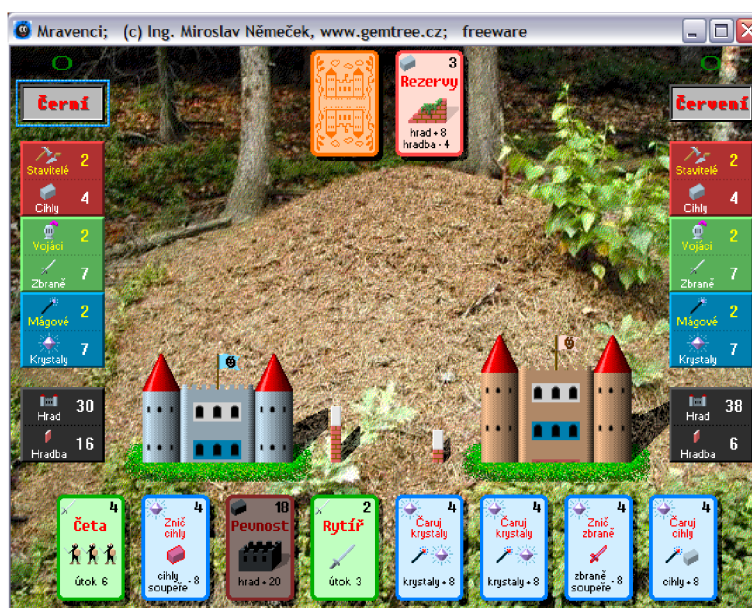 Mravenci; (c) Ing. Miroslav Němeček, www.gemtree.cz; freeware
Černí
3
Rezervy
hrad + 8
hradba - 4
Červení
Stavitelé 2
Cihly 4
Vojáci 2
Zbraně 7
Mágové 2
Krystaly 7
Hrad 30
Hradba 16
Stavitelé 2
Cihly 4
Vojáci 2
Zbraně 7
Mágové 2
Krystaly 7
Hrad 38
Hradba 6
4
Četa
útok 6
4
Znič
cihly
cihly
soupeře - 8
18
Pevnost
hrad + 20
2
Rytíř
útok 3
4
Čaruj
krystaly
krystaly + 8
4
Čaruj
krystaly
krystaly + 8
4
Znič
zbraně
zbraně
soupeře - 8
4
Čaruj
cihly
cihly + 8